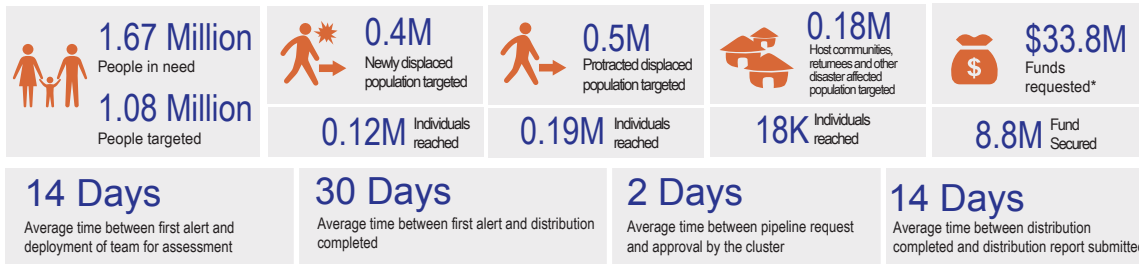 1.67 Million
People in need
1.08 Million
People targeted
0.4M
Newly displaced
population targeted
0.12M Individuals
reached
0.5M
Protracted displaced
population targeted
0.19M Individuals
reached
0.18M
Host communities,
returnees and other
disaster affected
population targeted
18K Individuals
reached
$
$33.8M
Funds
requested*
8.8M Fund
Secured
14 Days
Average time between first alert and
deployment of team for assessment
30 Days
Average time between first alert and distribution
completed
2 Days
Average time between pipeline request
and approval by the cluster
14 Days
Average time between distribution
completed and distribution report submitted